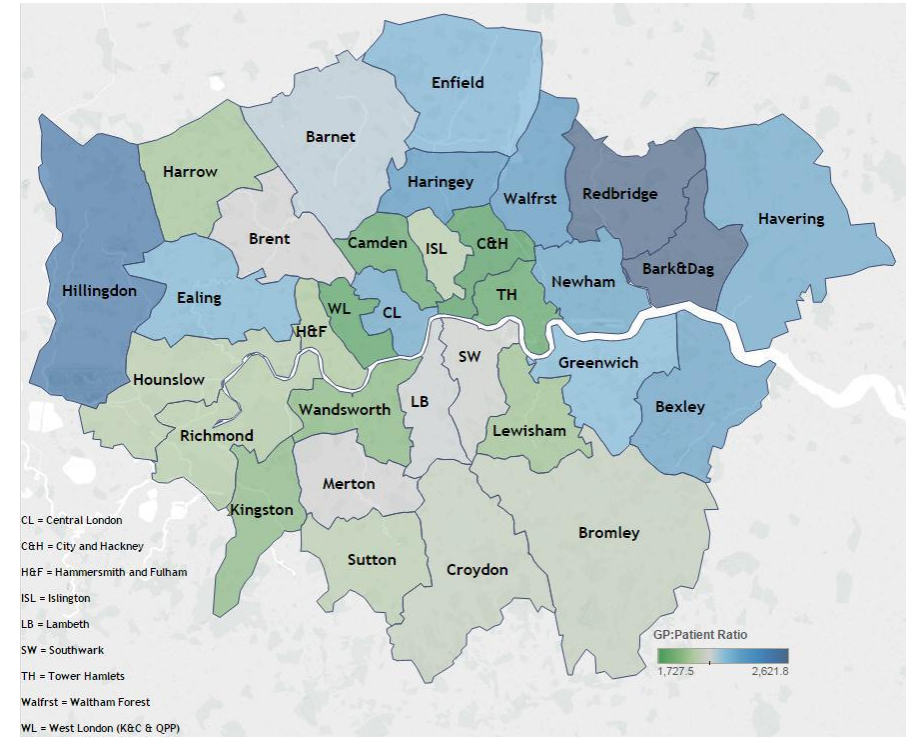 Enfield
Barnet
Harrow
Haringey
Walfrst
Redbridge
Havering
Brent
Camden
ISL
C&H
Bark&Dag
Hillingdon
Ealing
Newham
TH
WL
CL
H&F
SW
Greenwich
Hounslow
LB
Bexley
Wandsworth
Richmond
Lewisham
Merton
Kingston
Bromley
Sutton
Croydon
CL = Central London
C&H = City and Hackney
H&F = Hammersmith and Fulham
ISL = Islington
LB = Lambeth
SW = Southwark
TH = Tower Hamlets
Walfrst = Waltham Forest
WL = West London (K&C & QPP)
GP:Patient Ratio
1,727.5 2,621.8